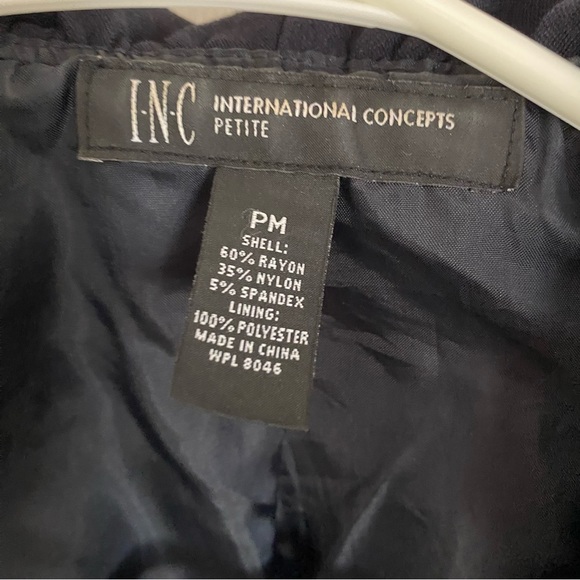 I·N·C INTERNATIONAL CONCEPTS
PETITE
PM
SHELL:
60% RAYON
35% NYLON
5% SPANDEX
LINING:
100% POLYESTER
MADE IN CHINA
WPL 8046